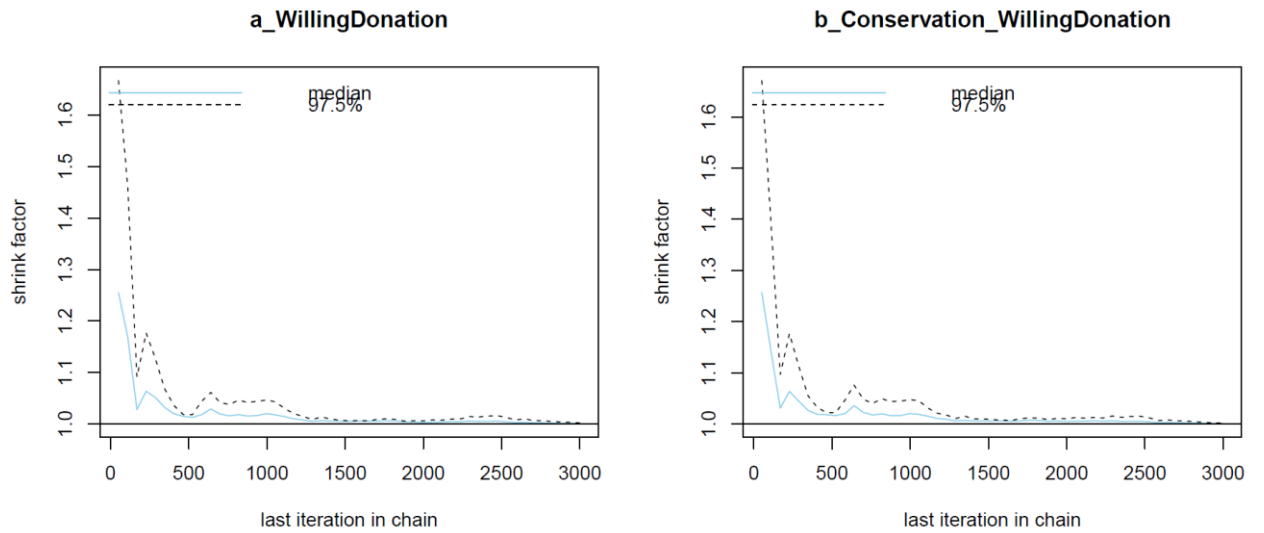 a_WillingDonation
median
97.5%
shrink factor
1.0 1.1 1.2 1.3 1.4 1.5 1.6
0 500 1000 1500 2000 2500 3000
last iteration in chain
b_Conservation_WillingDonation
median
97.5%
shrink factor
1.0 1.1 1.2 1.3 1.4 1.5 1.6
0 500 1000 1500 2000 2500 3000
last iteration in chain